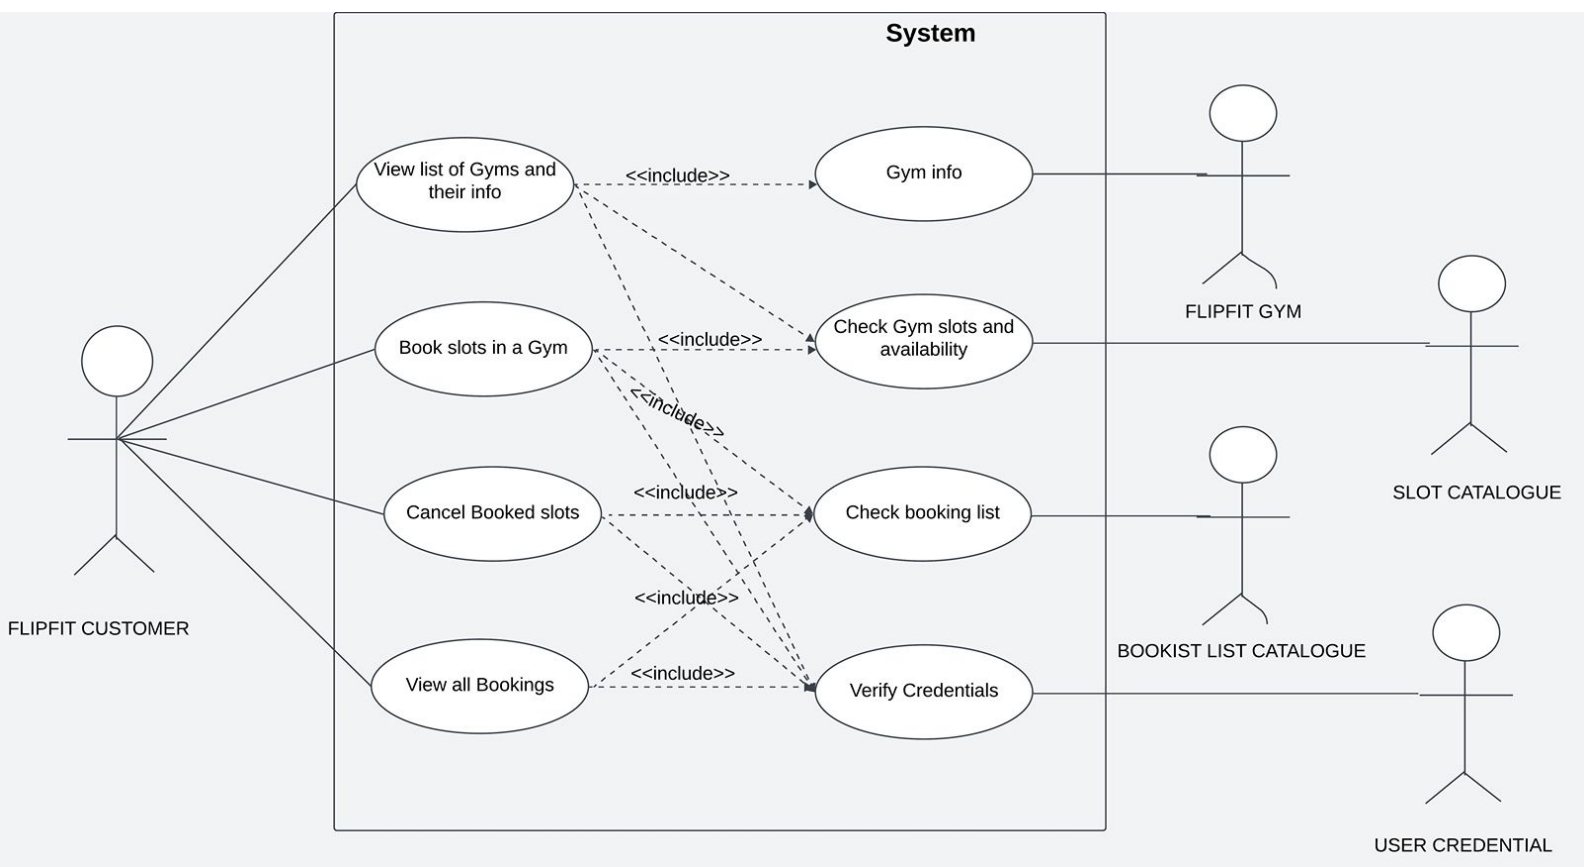 System
View list of Gyms and
their info
<<include>>
Gym info
FLIPFIT GYM
Book slots in a Gym
<<include>>
Check Gym slots and
availability
<<include>>
SLOT CATALOGUE
Cancel Booked slots
<<include>>
Check booking list
<<include>>
FLIPFIT CUSTOMER
BOOKIST LIST CATALOGUE
View all Bookings
<<include>>
Verify Credentials
USER CREDENTIAL